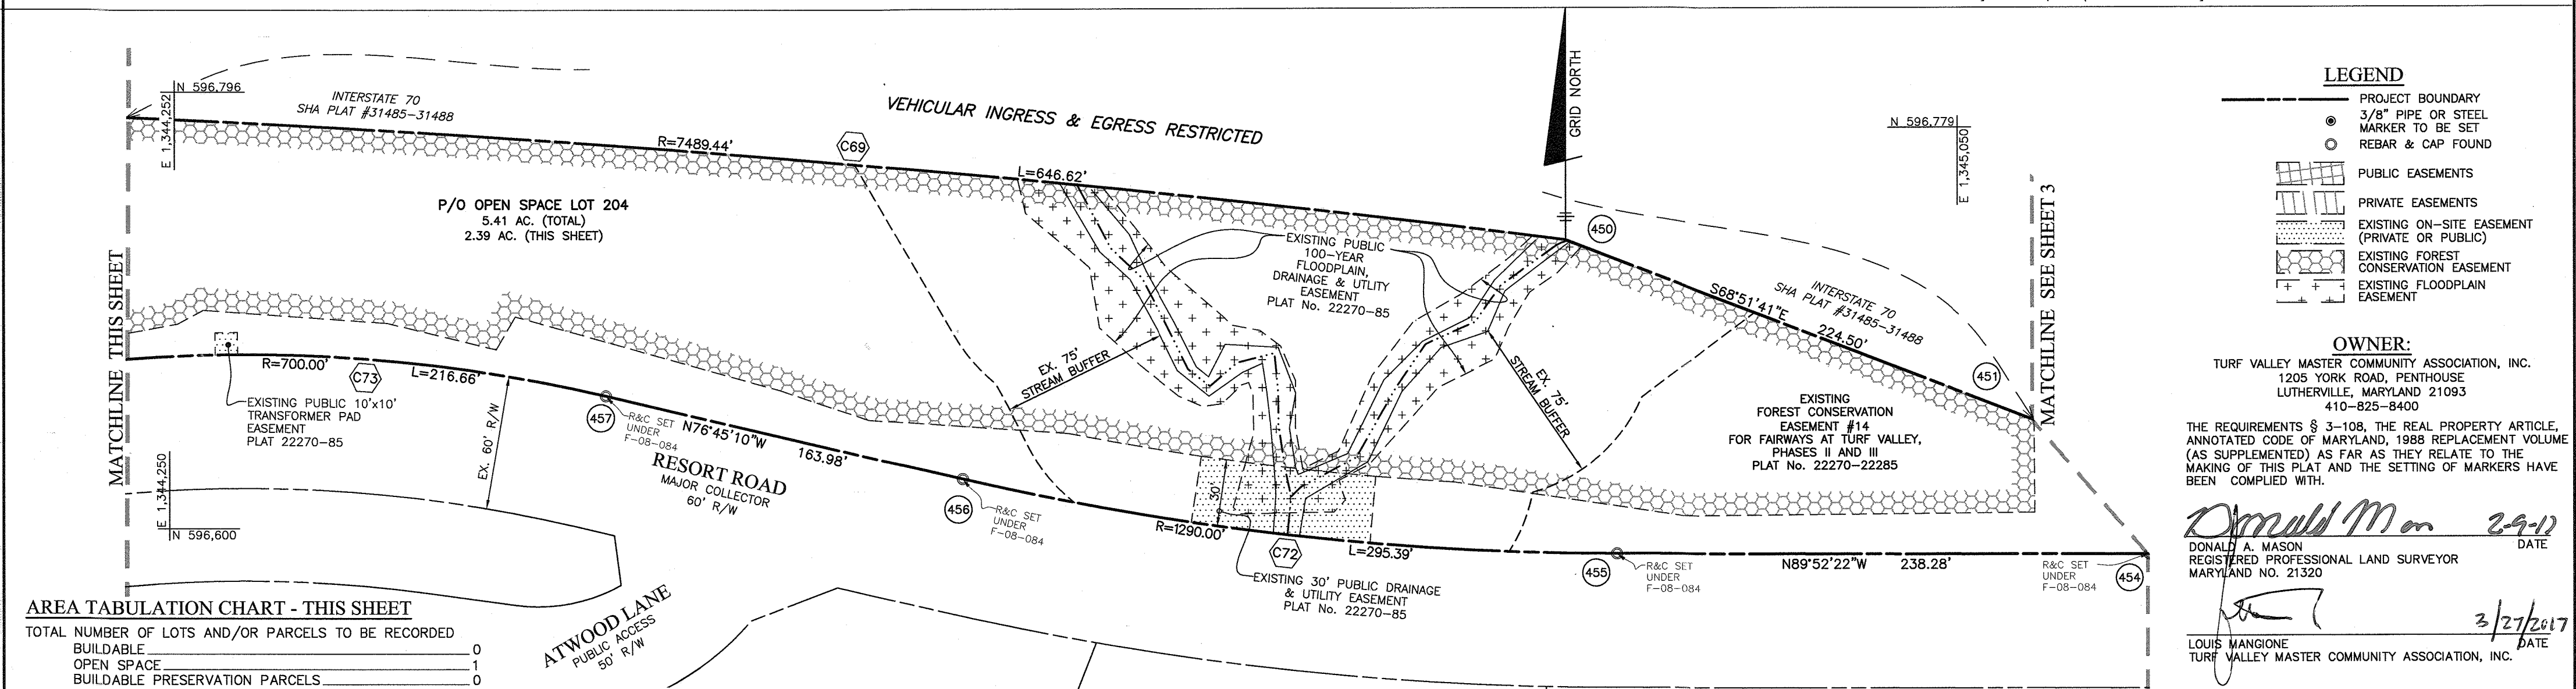 N 596,796
E 1,344,252
INTERSTATE 70
SHA PLAT #31485-31488
R=7489.44'
C69
VEHICULAR INGRESS & EGRESS RESTRICTED
L=646.62'
GRID NORTH
N 596,779
E 1,345,050
P/O OPEN SPACE LOT 204
5.41 AC. (TOTAL)
2.39 AC. (THIS SHEET)
MATCHLINE THIS SHEET
EXISTING PUBLIC
100-YEAR
FLOODPLAIN,
DRAINAGE & UTLITY
EASEMENT
PLAT No. 22270-85
450
S68°51'41"E
224.50'
INTERSTATE 70
SHA PLAT #31485-31488
451
MATCHLINE SEE SHEET 3
R=700.00'
C73
L=216.66'
EXISTING PUBLIC 10'x10'
TRANSFORMER PAD
EASEMENT
PLAT 22270-85
EX. 60' R/W
457
R&C SET
UNDER
F-08-084
N76°45'10"W
163.98'
RESORT ROAD
MAJOR COLLECTOR
60' R/W
EX. 75'
STREAM BUFFER
EX. 75'
STREAM BUFFER
EXISTING
FOREST CONSERVATION
EASEMENT #14
FOR FAIRWAYS AT TURF VALLEY,
PHASES II AND III
PLAT No. 22270-22285
E 1,344,250
N 596,600
456
R&C SET
UNDER
F-08-084
30'
R=1290.00'
C72
L=295.39'
EXISTING 30' PUBLIC DRAINAGE
& UTILITY EASEMENT
PLAT No. 22270-85
455
R&C SET
UNDER
F-08-084
N89°52'22"W
238.28'
R&C SET
UNDER
F-08-084
454
ATWOOD LANE
PUBLIC ACCESS
50' R/W
AREA TABULATION CHART - THIS SHEET
TOTAL NUMBER OF LOTS AND/OR PARCELS TO BE RECORDED
BUILDABLE 0
OPEN SPACE 1
BUILDABLE PRESERVATION PARCELS 0
LEGEND
PROJECT BOUNDARY
3/8" PIPE OR STEEL
MARKER TO BE SET
REBAR & CAP FOUND
PUBLIC EASEMENTS
PRIVATE EASEMENTS
EXISTING ON-SITE EASEMENT
(PRIVATE OR PUBLIC)
EXISTING FOREST
CONSERVATION EASEMENT
EXISTING FLOODPLAIN
EASEMENT
OWNER:
TURF VALLEY MASTER COMMUNITY ASSOCIATION, INC.
1205 YORK ROAD, PENTHOUSE
LUTHERVILLE, MARYLAND 21093
410-825-8400
THE REQUIREMENTS § 3-108, THE REAL PROPERTY ARTICLE,
ANNOTATED CODE OF MARYLAND, 1988 REPLACEMENT VOLUME
(AS SUPPLEMENTED) AS FAR AS THEY RELATE TO THE
MAKING OF THIS PLAT AND THE SETTING OF MARKERS HAVE
BEEN COMPLIED WITH.
2-9-17
DONALD A. MASON DATE
REGISTERED PROFESSIONAL LAND SURVEYOR
MARYLAND NO. 21320
3/27/2017
LOUIS MANGIONE DATE
TURF VALLEY MASTER COMMUNITY ASSOCIATION, INC.